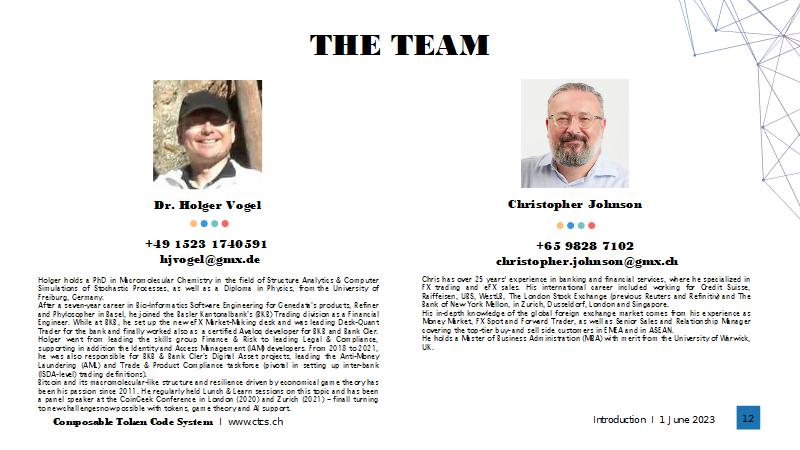 THE TEAM
Dr. Holger Vogel
+49 1523 1740591
hjvogel@gmx.de
Holger holds a PhD in Macromolecular Chemistry in the field of Structure Analytics & Computer
Simulations of Stochastic Processes, as well as a Diploma in Physics, from the University of
Freiburg, Germany.
After a seven-year career in Bio-Informatics Software Engineering for Genedata's products, Refiner
and Phylosopher in Basel, he joined the Basler Kantonalbank's (BKB) Trading division as a Financial
Engineer. While at BKB, he set up the new eFX Market-Making desk and was leading Desk-Quant
Trader for the bank and finally worked also as a certified Avaloq developer for BKB and Bank Cler.
Holger went from leading the skills group Finance & Risk to leading Legal & Compliance,
supporting in addition the Identity and Access Management (IAM) developers. From 2018 to 2021,
he was also responsible for BKB & Bank Cler's Digital Asset projects, leading the Anti-Money
Laundering (AML) and Trade & Product Compliance taskforce (pivotal in setting up inter-bank
(ISDA-level) trading definitions).
Bitcoin and its macromolecular-like structure and resilience driven by economical game theory has
been his passion since 2011. He regularly held Lunch & Learn sessions on this topic and has been
a panel speaker at the CoinGeek Conference in London (2020) and Zurich (2021) – finall turning
to new challenges now possible with tokens, game theory and AI support.
Christopher Johnson
+65 9828 7102
christopher.johnson@gmx.ch
Chris has over 25 years' experience in banking and financial services, where he specialized in
FX trading and eFX sales. His international career included working for Credit Suisse,
Raiffeisen, UBS, WestLB, The London Stock Exchange (previous Reuters and Refinitiv) and The
Bank of New York Mellon, in Zurich, Dusseldorf, London and Singapore.
His in-depth knowledge of the global foreign exchange market comes from his experience as
Money Market, FX Spot and Forward Trader, as well as Senior Sales and Relationship Manager
covering the top-tier buy- and sell side customers in EMEA and in ASEAN.
He holds a Master of Business Administration (MBA) with merit from the University of Warwick,
UK.
Composable Token Code System | www.ctcs.ch
Introduction | 1 June 2023
12